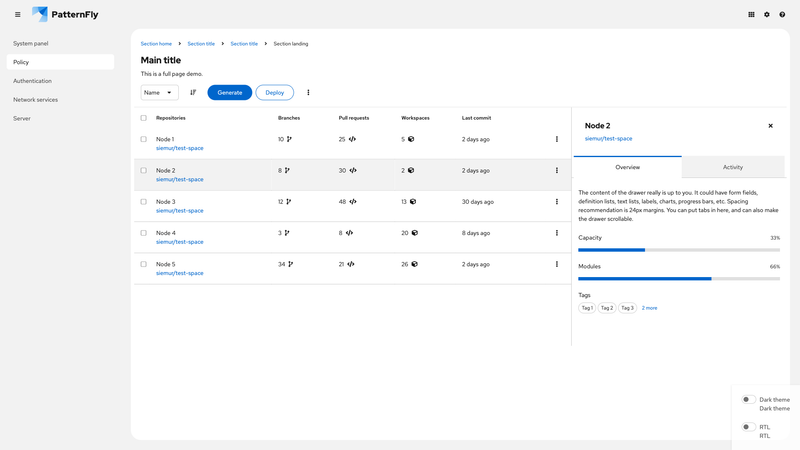 PatternFly
System panel
Policy
Authentication
Network services
Server
Section home
Section title
Section title
Section landing
Main title
This is a full page demo.
Name
Generate
Deploy
Repositories
Branches
Pull requests
Workspaces
Last commit
Node 1
siemur/test-space
10
25
5
2 days ago
Node 2
siemur/test-space
8
30
2
2 days ago
Node 3
siemur/test-space
12
48
13
30 days ago
Node 4
siemur/test-space
3
8
20
8 days ago
Node 5
siemur/test-space
34
21
26
2 days ago
Node 2
siemur/test-space
Overview
Activity
The content of the drawer really is up to you. It could have form fields,
definition lists, text lists, labels, charts, progress bars, etc. Spacing
recommendation is 24px margins. You can put tabs in here, and can also make
the drawer scrollable.
Capacity
33%
Modules
66%
Tags
Tag 1
Tag 2
Tag 3
2 more
Dark theme
Dark theme
RTL
RTL